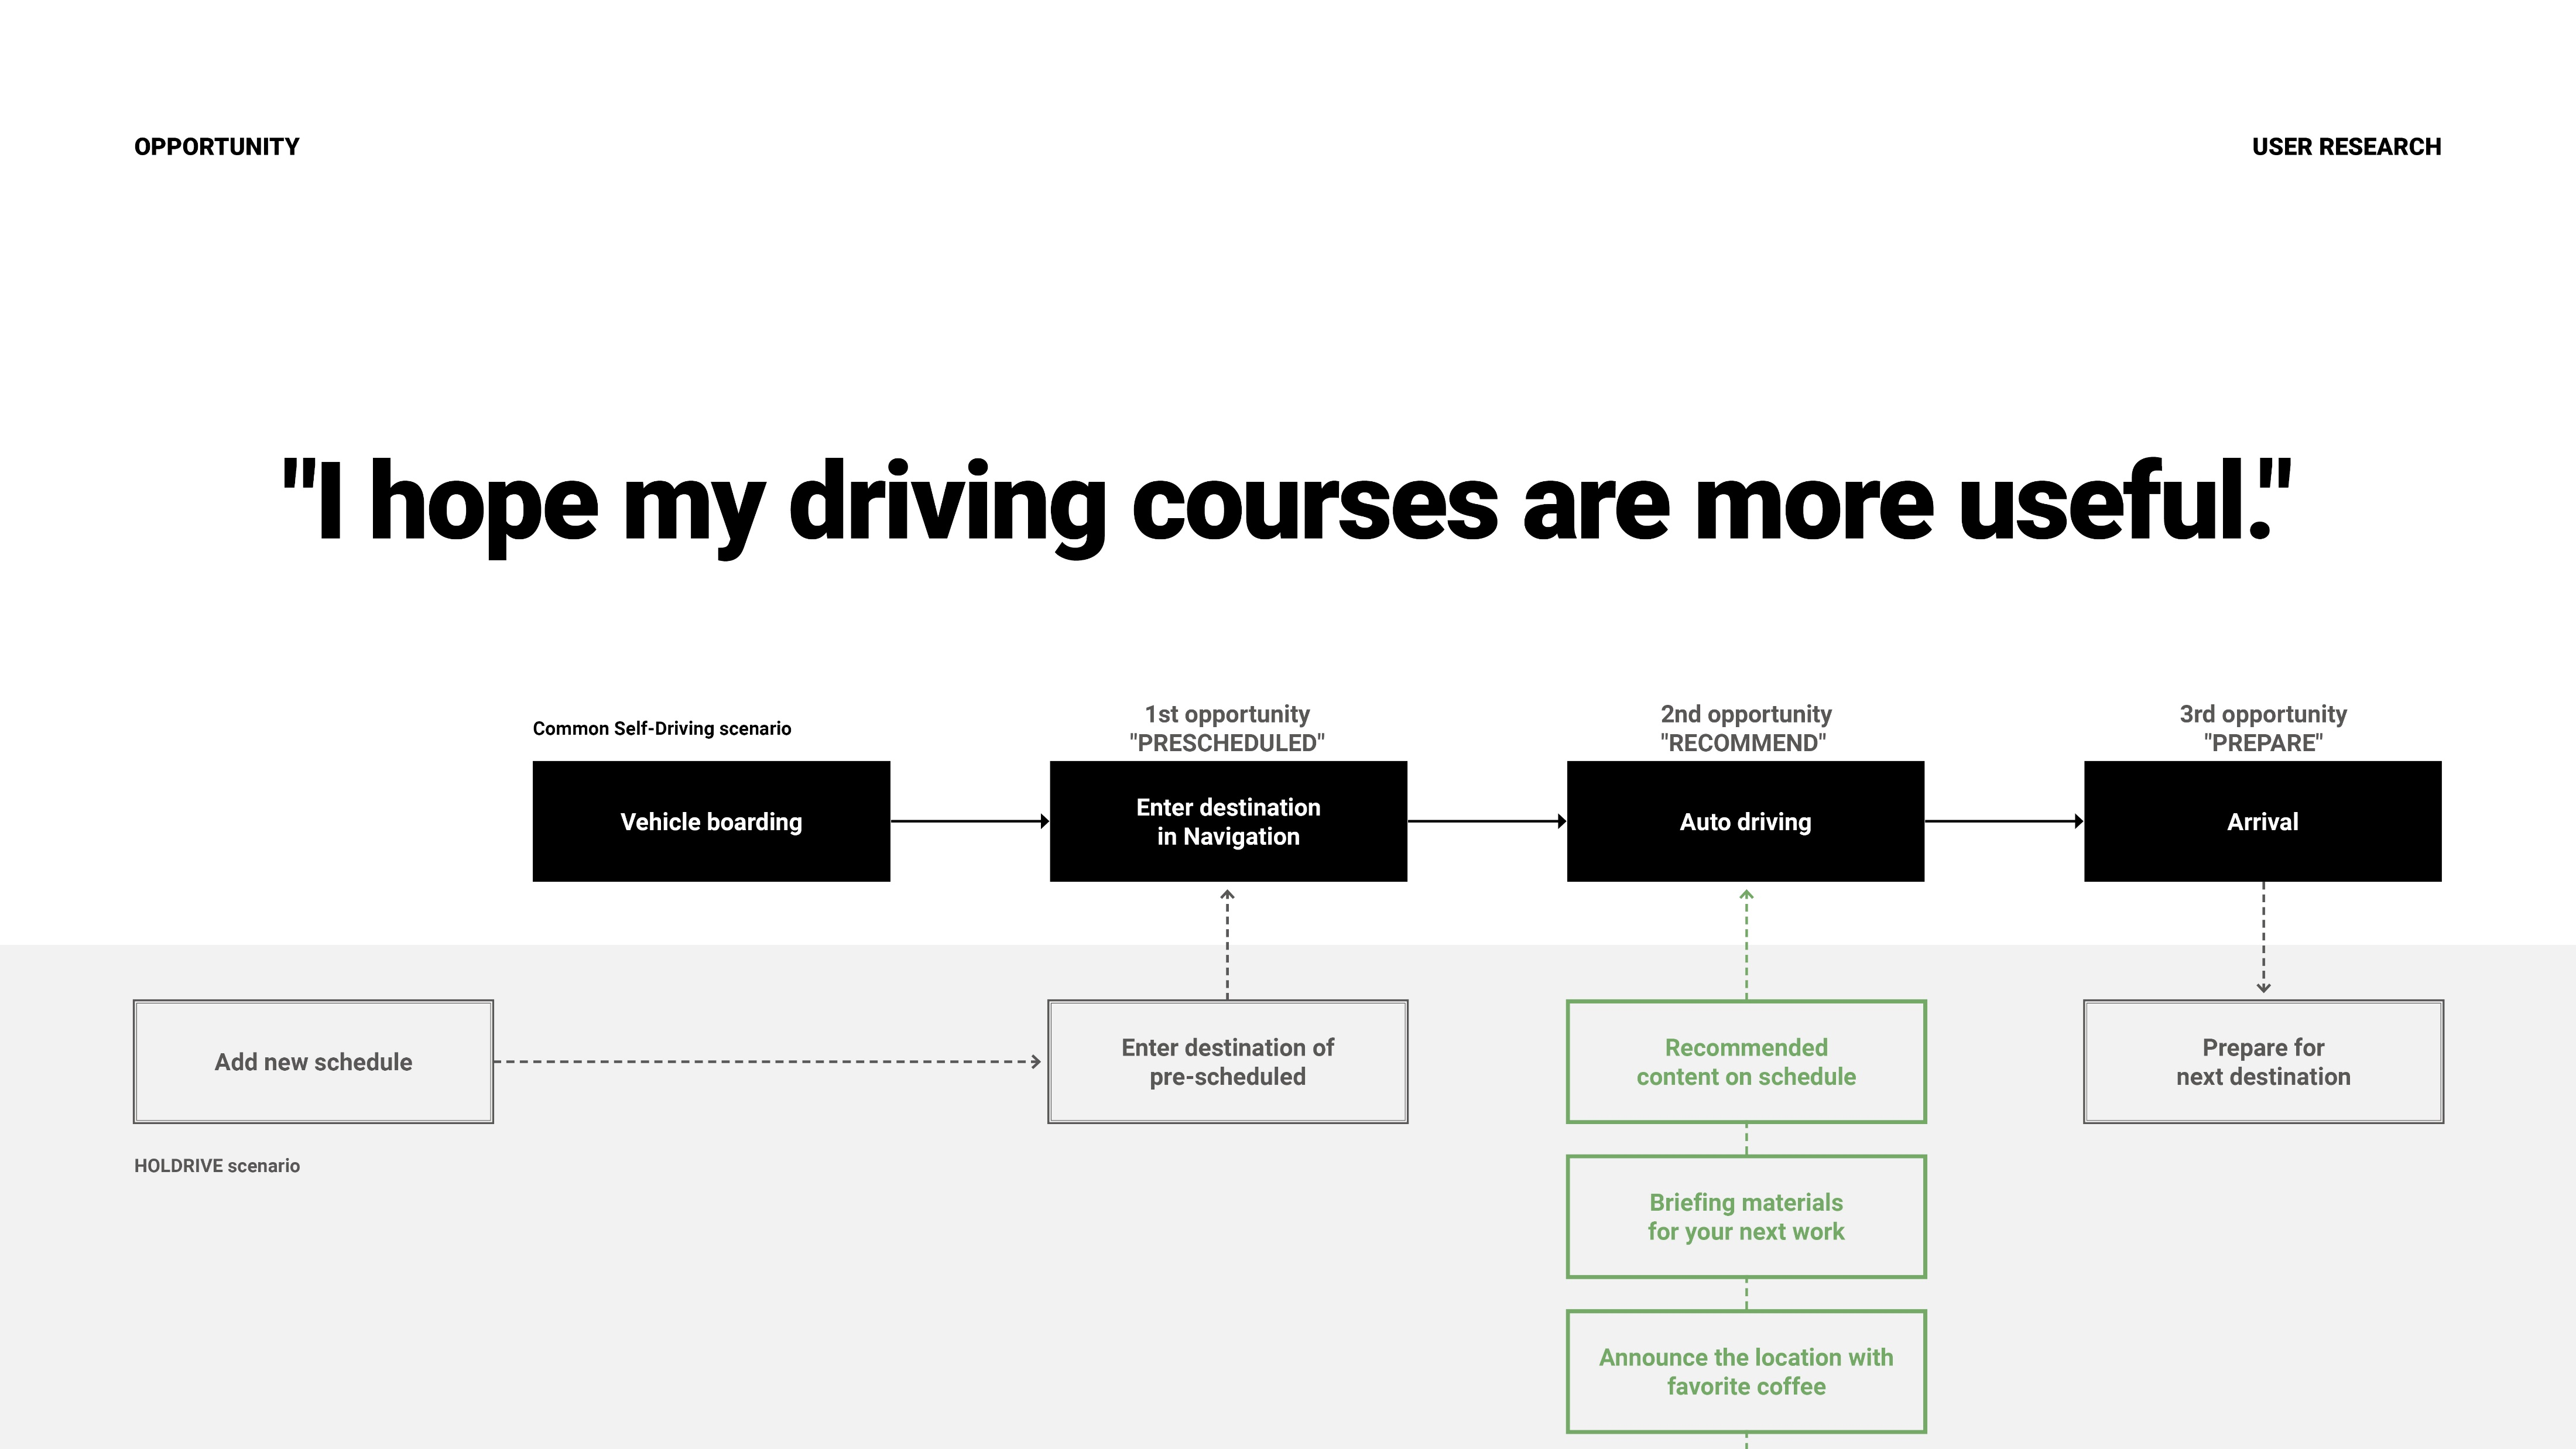 OPPORTUNITY
USER RESEARCH
"I hope my driving courses are more useful."
Common Self-Driving scenario
1st opportunity
"PRESCHEDULED"
2nd opportunity
"RECOMMEND"
3rd opportunity
"PREPARE"
Vehicle boarding
Enter destination
in Navigation
Auto driving
Arrival
Add new schedule
Enter destination of
pre-scheduled
Recommended
content on schedule
Prepare for
next destination
HOLDRIVE scenario
Briefing materials
for your next work
Announce the location with
favorite coffee